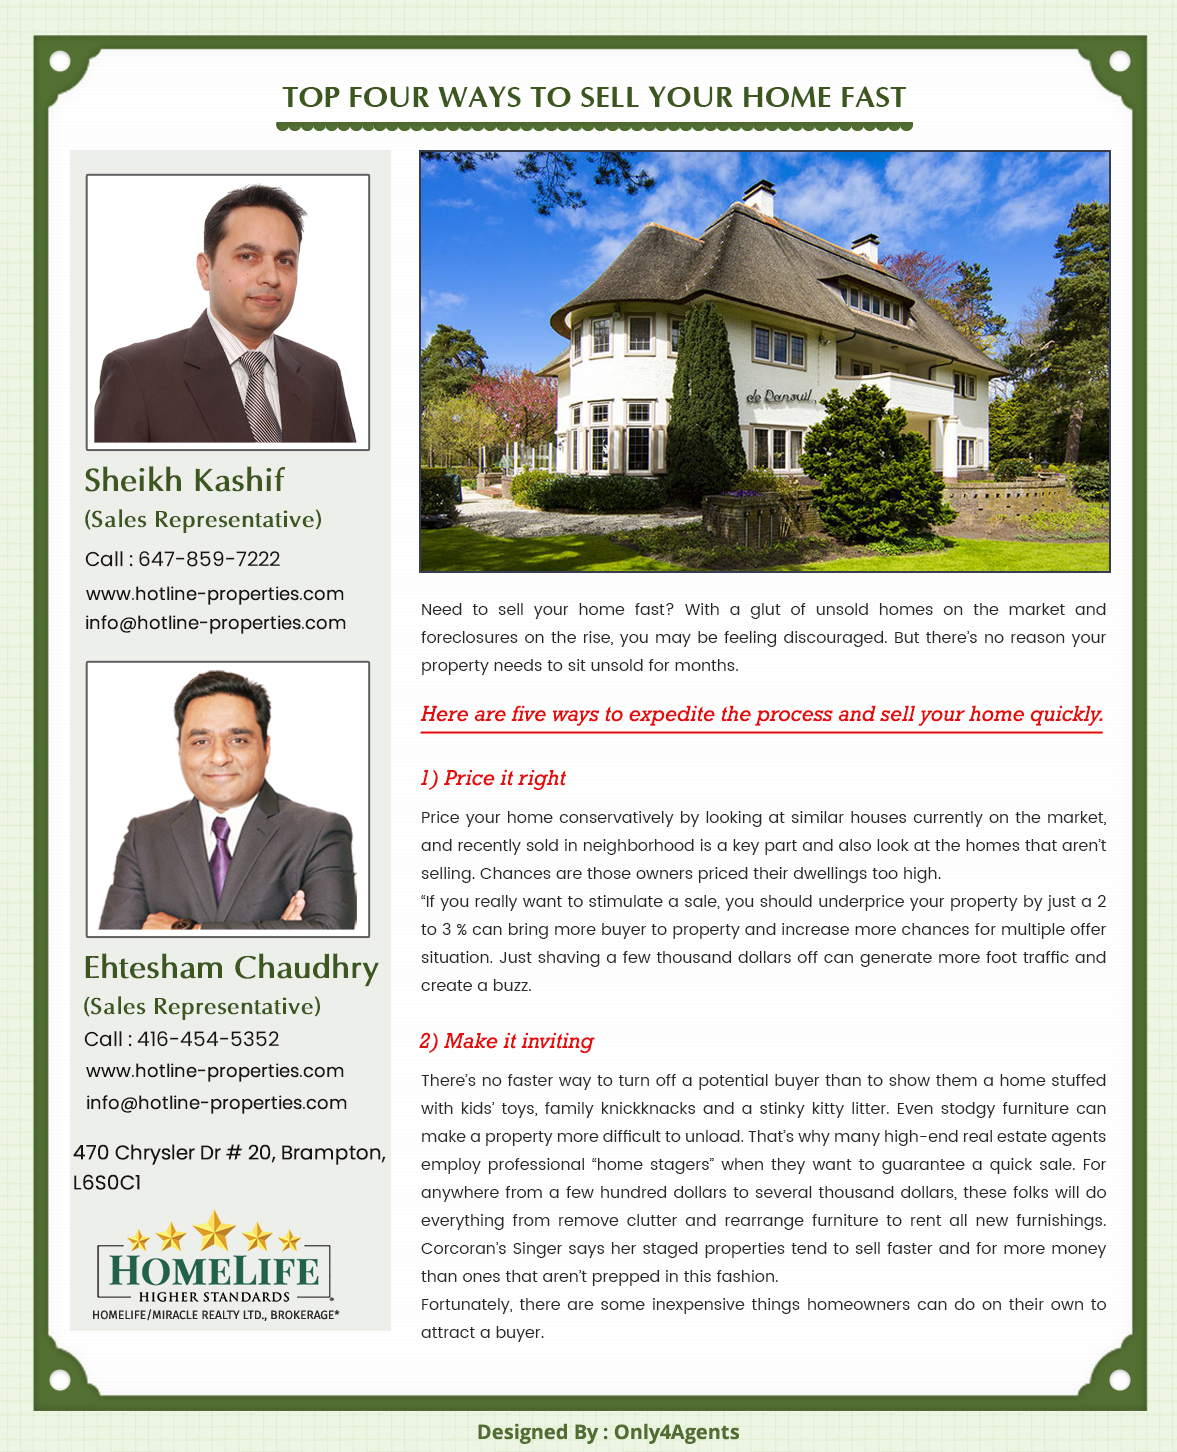 TOP FOUR WAYS TO SELL YOUR HOME FAST
Sheikh Kashif
(Sales Representative)
Call : 647-859-7222
www.hotline-properties.com
info@hotline-properties.com
Ehtesham Chaudhry
(Sales Representative)
Call : 416-454-5352
www.hotline-properties.com
info@hotline-properties.com
470 Chrysler Dr # 20, Brampton,
L6S0C1
HOMELIFE
HIGHER STANDARDS
HOMELIFE/MIRACLE REALTY LTD., BROKERAGE*
Need to sell your home fast? With a glut of unsold homes on the market and
foreclosures on the rise, you may be feeling discouraged. But there’s no reason your
property needs to sit unsold for months.
Here are five ways to expedite the process and sell your home quickly.
1) Price it right
Price your home conservatively by looking at similar houses currently on the market,
and recently sold in neighborhood is a key part and also look at the homes that aren’t
selling. Chances are those owners priced their dwellings too high.
“If you really want to stimulate a sale, you should underprice your property by just a 2
to 3 % can bring more buyer to property and increase more chances for multiple offer
situation. Just shaving a few thousand dollars off can generate more foot traffic and
create a buzz.
2) Make it inviting
There’s no faster way to turn off a potential buyer than to show them a home stuffed
with kids’ toys, family knickknacks and a stinky kitty litter. Even stodgy furniture can
make a property more difficult to unload. That’s why many high-end real estate agents
employ professional “home stagers” when they want to guarantee a quick sale. For
anywhere from a few hundred dollars to several thousand dollars, these folks will do
everything from remove clutter and rearrange furniture to rent all new furnishings.
Corcoran’s Singer says her staged properties tend to sell faster and for more money
than ones that aren’t prepped in this fashion.
Fortunately, there are some inexpensive things homeowners can do on their own to
attract a buyer.
Designed By : Only4Agents